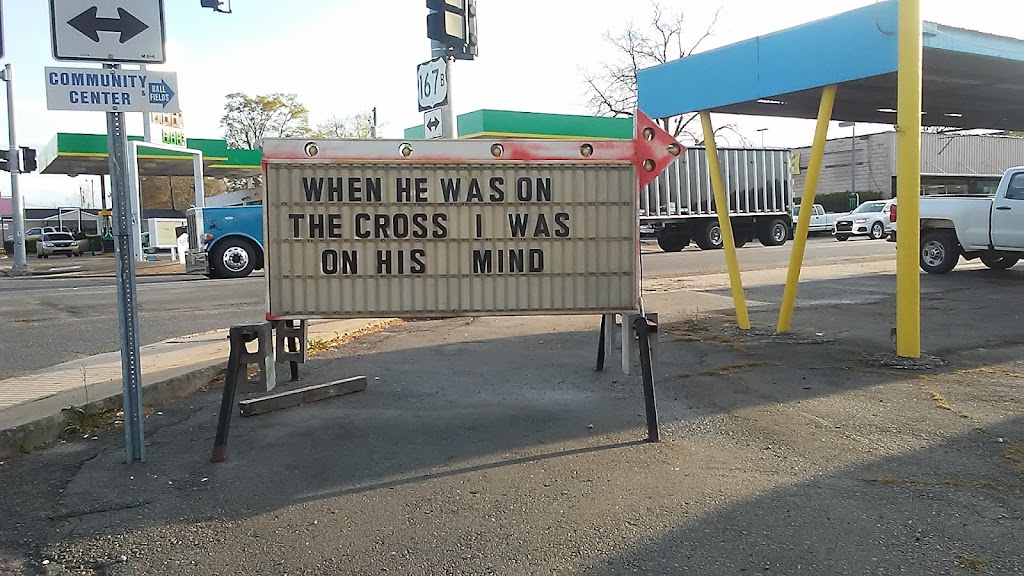 COMMUNITY &
CENTER
BALL
FIELDS
167B
WHEN HE WAS ON
THE CROSS I WAS
ON HIS MIND